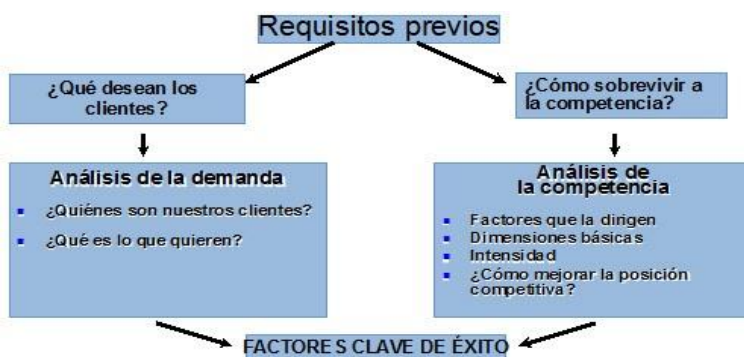 Requisitos previos
¿Qué desean los
clientes?
¿Cómo sobrevivir a
la competencia?
Análisis de la demanda
¿Quiénes son nuestros clientes?
¿Qué es lo que quieren?
Análisis de
la competencia
Factores que la dirigen
Dimensiones básicas
Intensidad
¿Cómo mejorar la posición
competitiva?
FACTORES CLAVE DE ÉXITO